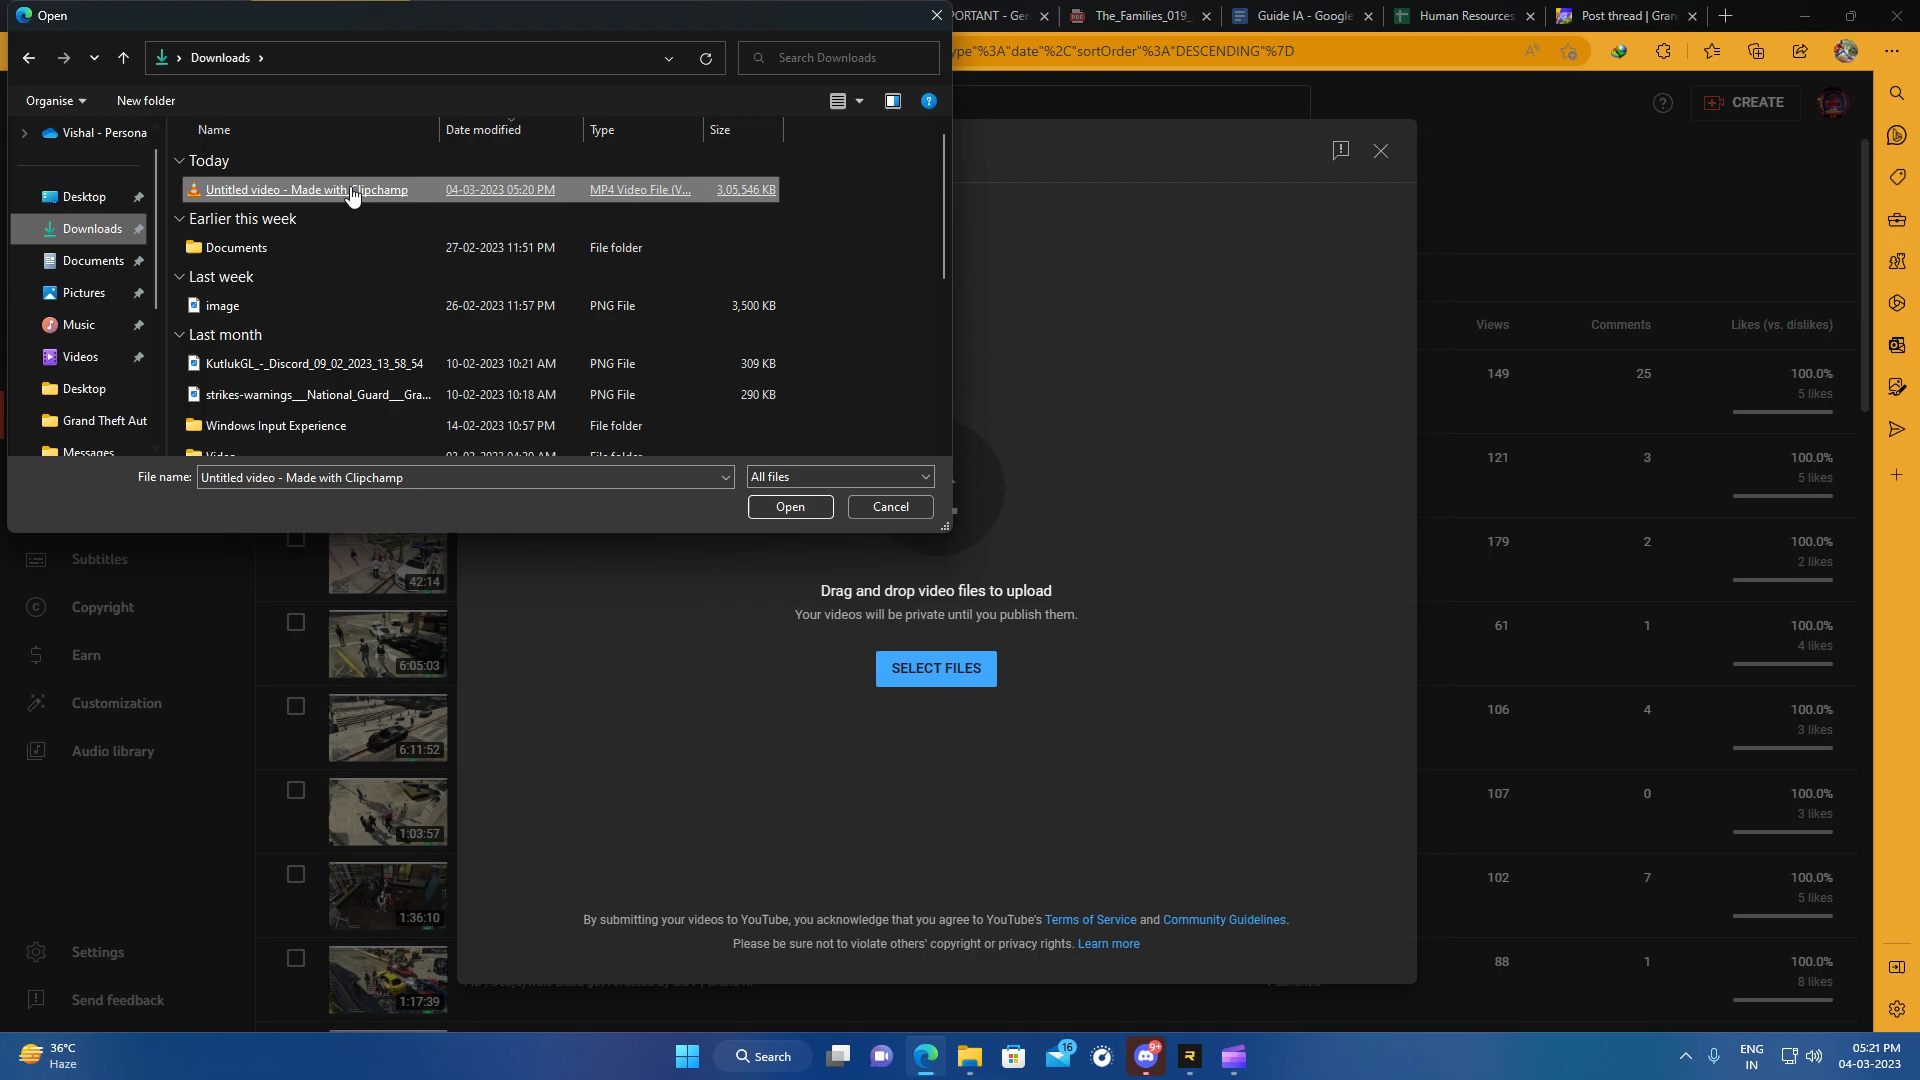 Open
PORTANT - Gen
The_Families_019_
Guide IA - Google
Human Resources
Post thread | Gran
Downloads
Search Downloads
ype"%3A"date"%2C"sortOrder"%3A"DESCENDING"%7D
Organise
New folder
CREATE
Vishal - Persona
Name
Date modified
Type
Size
Today
Untitled video - Made with Clipchamp 04-03-2023 05:20 PM MP4 Video File (V... 3,05,546 KB
Earlier this week
Documents 27-02-2023 11:51 PM File folder
Last week
image 26-02-2023 11:57 PM PNG File 3,500 KB
Last month
KutlukGL_-_Discord_09_02_2023_13_58_54 10-02-2023 10:21 AM PNG File 309 KB
strikes-warnings__National_Guard__Gra... 10-02-2023 10:18 AM PNG File 290 KB
Windows Input Experience 14-02-2023 10:57 PM File folder
Desktop
Downloads
Documents
Pictures
Music
Videos
Desktop
Grand Theft Aut
Messages
File name: Untitled video - Made with Clipchamp
All files
Open
Cancel
Views Comments Likes (vs. dislikes)
149 25 100.0%
5 likes
121 3 100.0%
5 likes
179 2 100.0%
2 likes
61 1 100.0%
4 likes
106 4 100.0%
3 likes
107 0 100.0%
3 likes
102 7 100.0%
5 likes
88 1 100.0%
8 likes
Subtitles
Copyright
Earn
Customization
Audio library
Settings
Send feedback
42:14
6:05:03
6:11:52
1:03:57
1:36:10
1:17:39
Drag and drop video files to upload
Your videos will be private until you publish them.
SELECT FILES
By submitting your videos to YouTube, you acknowledge that you agree to YouTube's Terms of Service and Community Guidelines.
Please be sure not to violate others' copyright or privacy rights. Learn more
36°C
Haze
Search
16
9+
ENG
IN
05:21 PM
04-03-2023